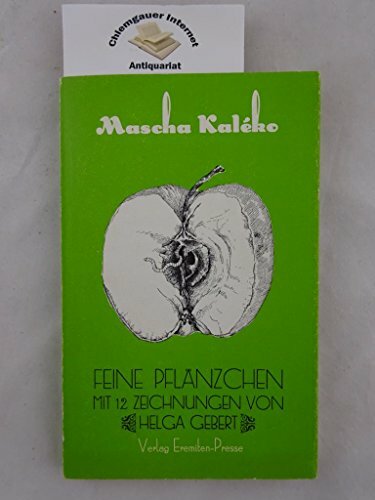 Chiemgauer Internet
Antiquariat
Mascha Kaléko
FEINE PFLÄNZCHEN
MIT 12 ZEICHNUNGEN VON
HELGA GEBERT
Verlag Eremiten-Presse